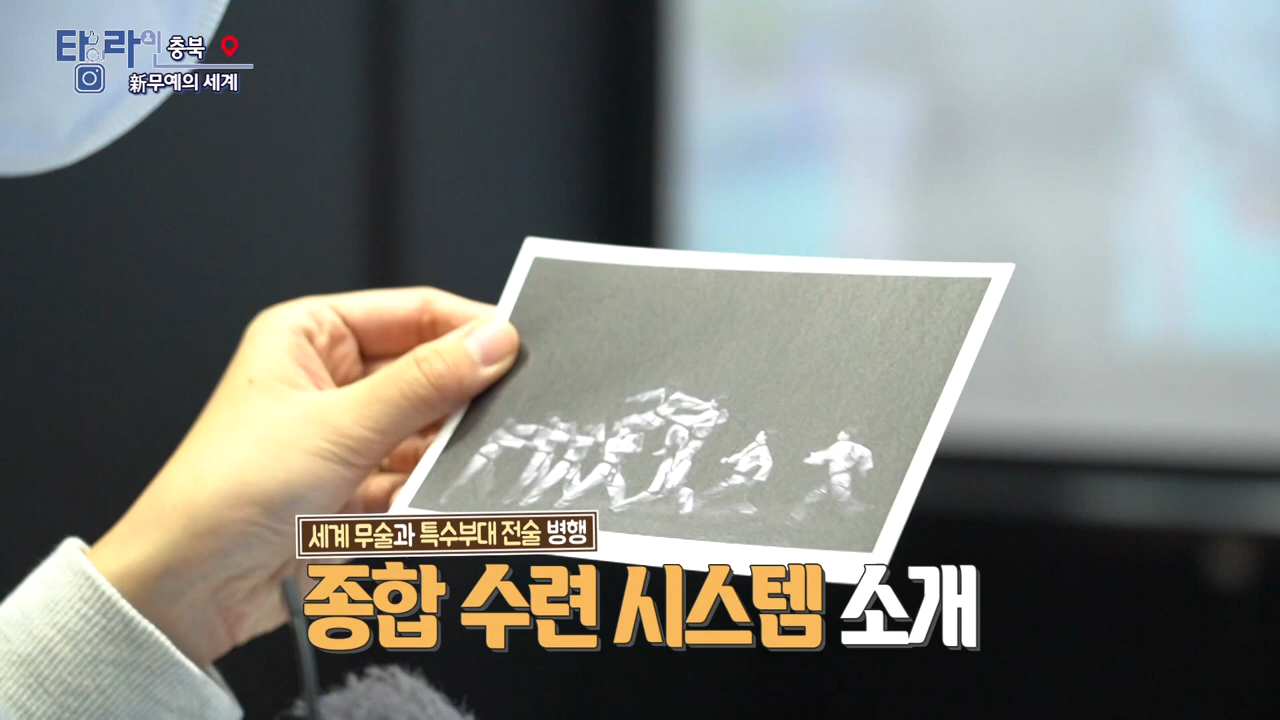 탐라인 충북
新무예의 세계
세계 무술과 특수부대 전술 병행
종합 수련 시스템 소개